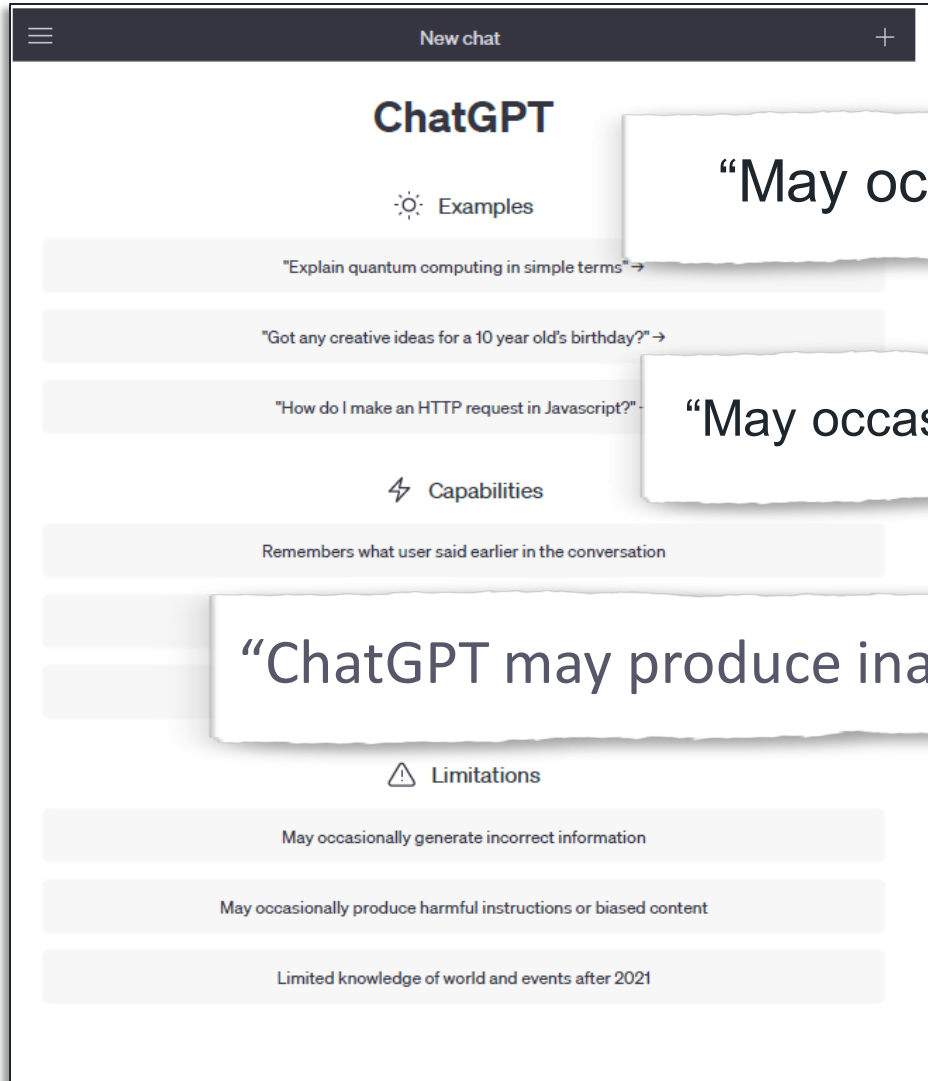 New chat
ChatGPT
“May oc
Examples
"Explain quantum computing in simple terms" →
"Got any creative ideas for a 10 year old's birthday?" →
"How do I make an HTTP request in Javascript?"
“May occas
Capabilities
Remembers what user said earlier in the conversation
“ChatGPT may produce ina
Limitations
May occasionally generate incorrect information
May occasionally produce harmful instructions or biased content
Limited knowledge of world and events after 2021